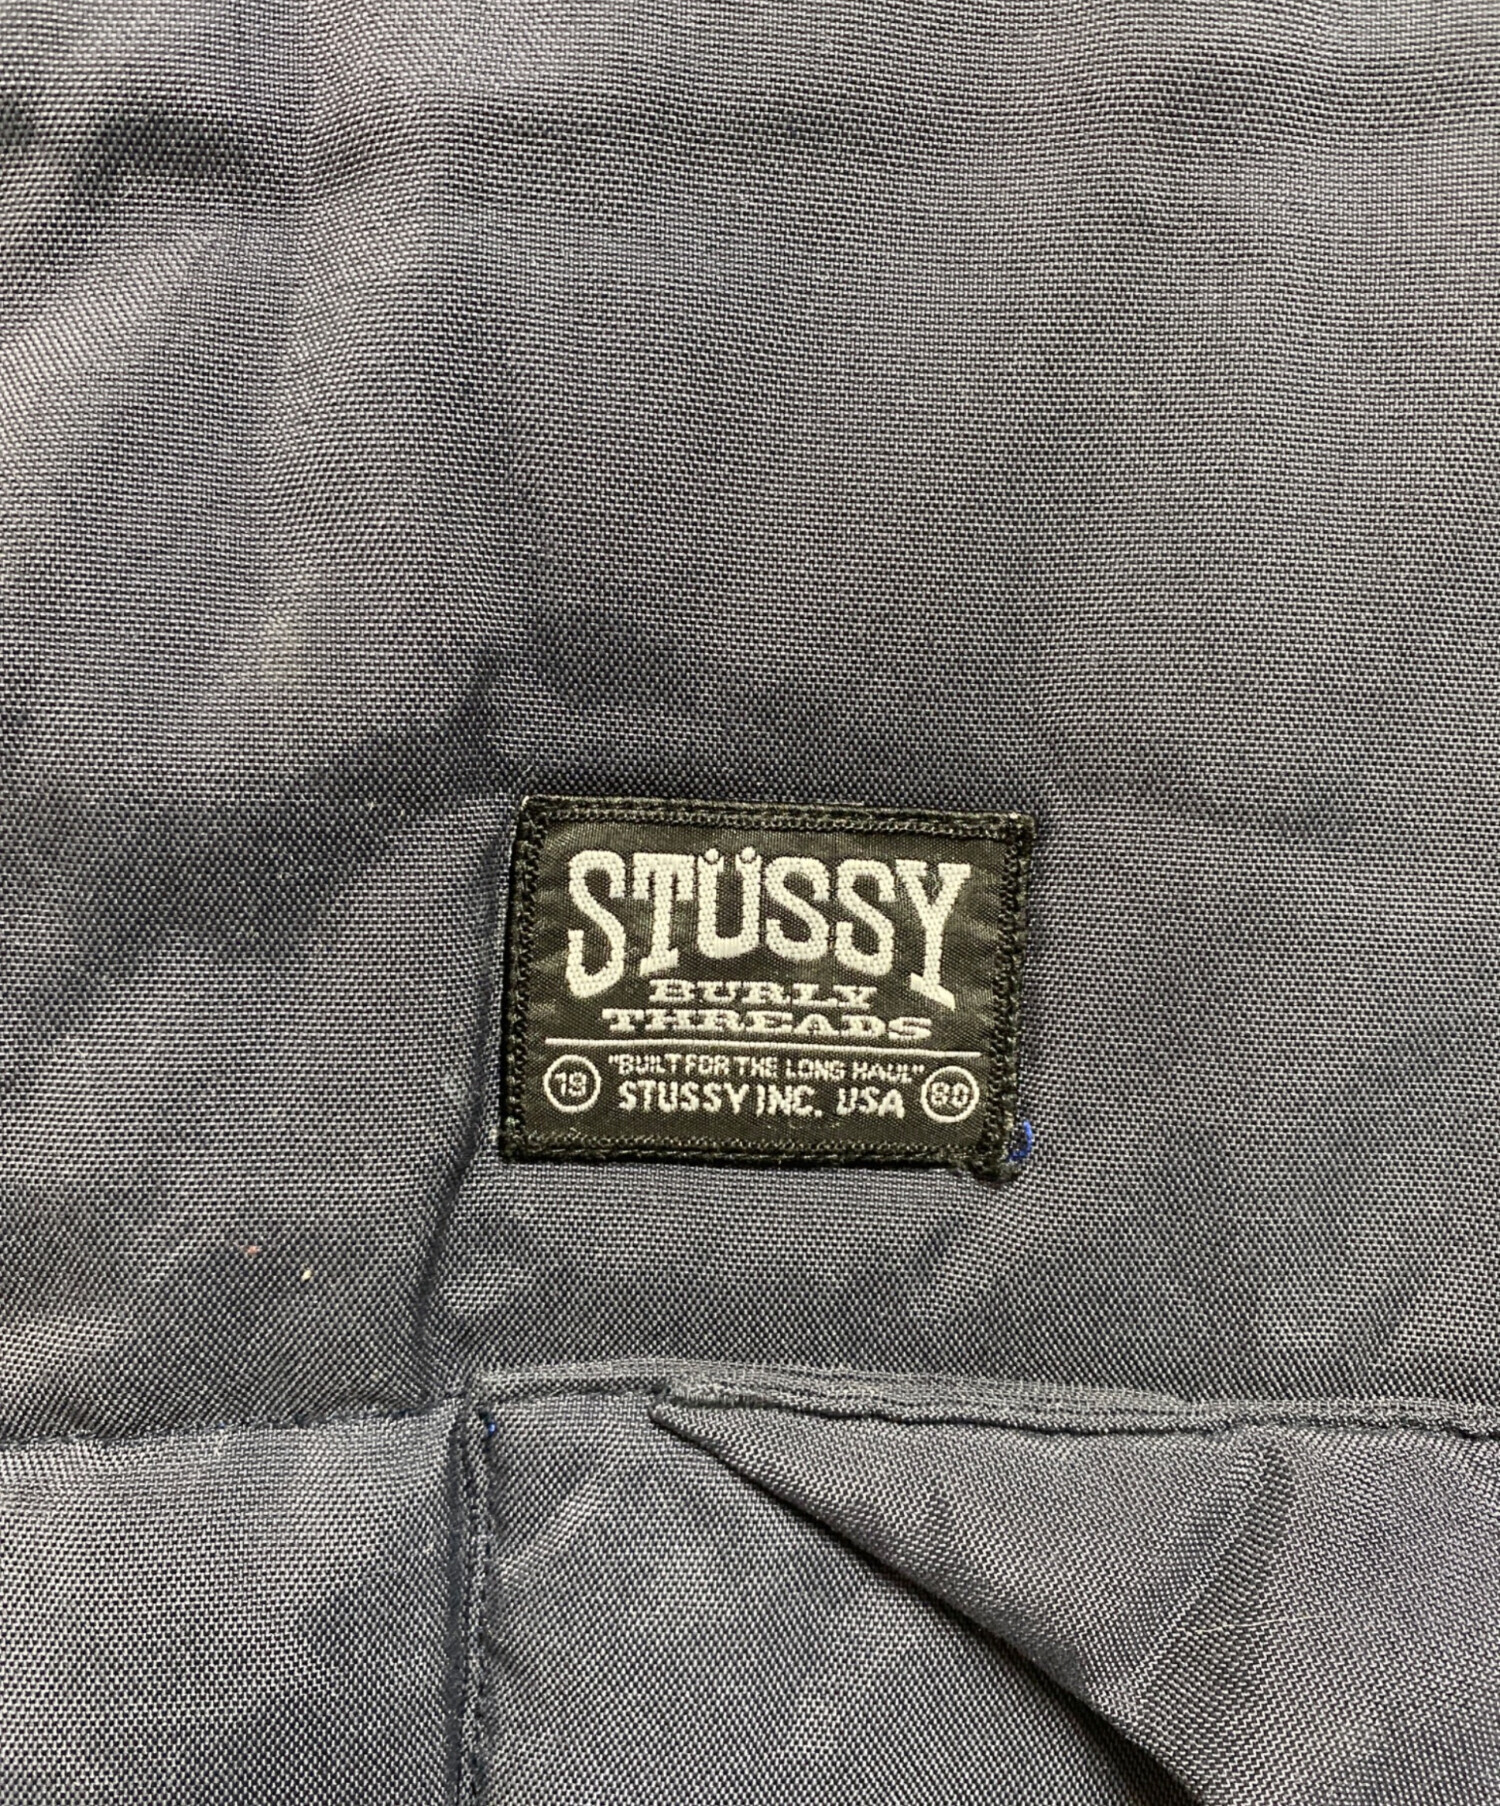 STÜSSY
BURLY
THREADS
19 "BUILT FOR THE LONG HAUL" 80
STUSSY INC. USA